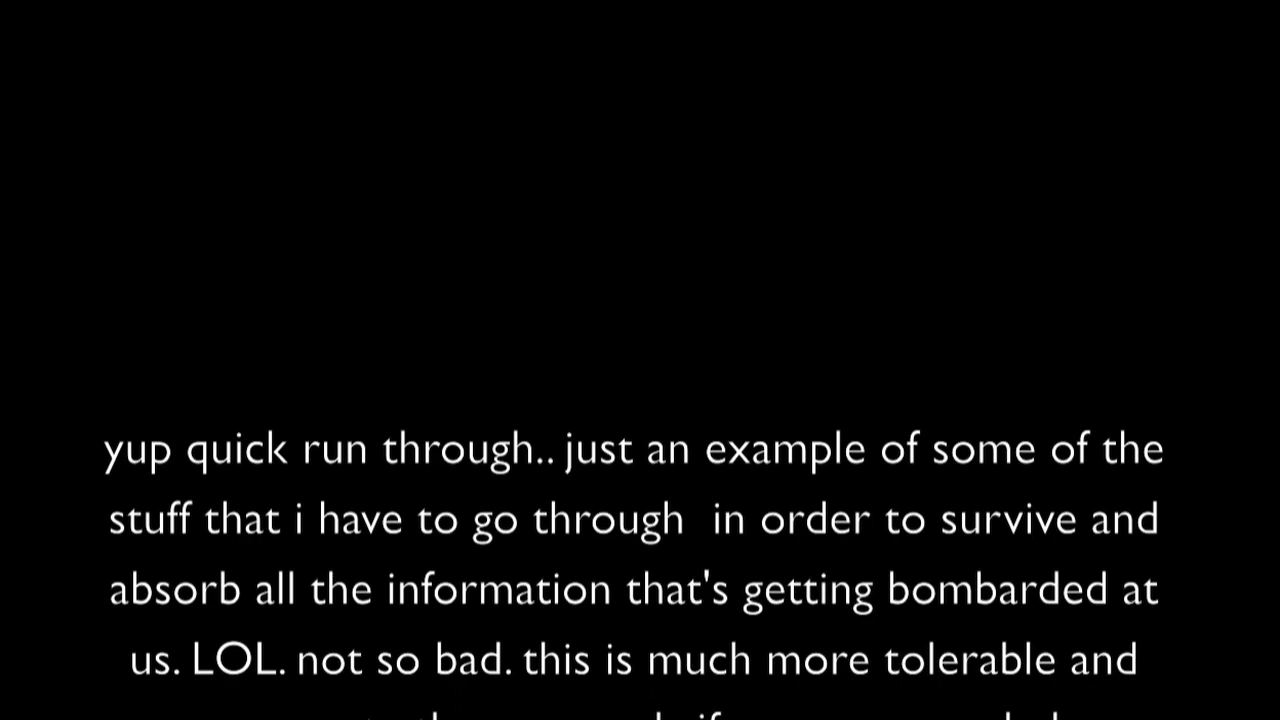 yup quick run through.. just an example of some of the
stuff that i have to go through  in order to survive and
absorb all the information that's getting bombarded at
us. LOL. not so bad. this is much more tolerable and